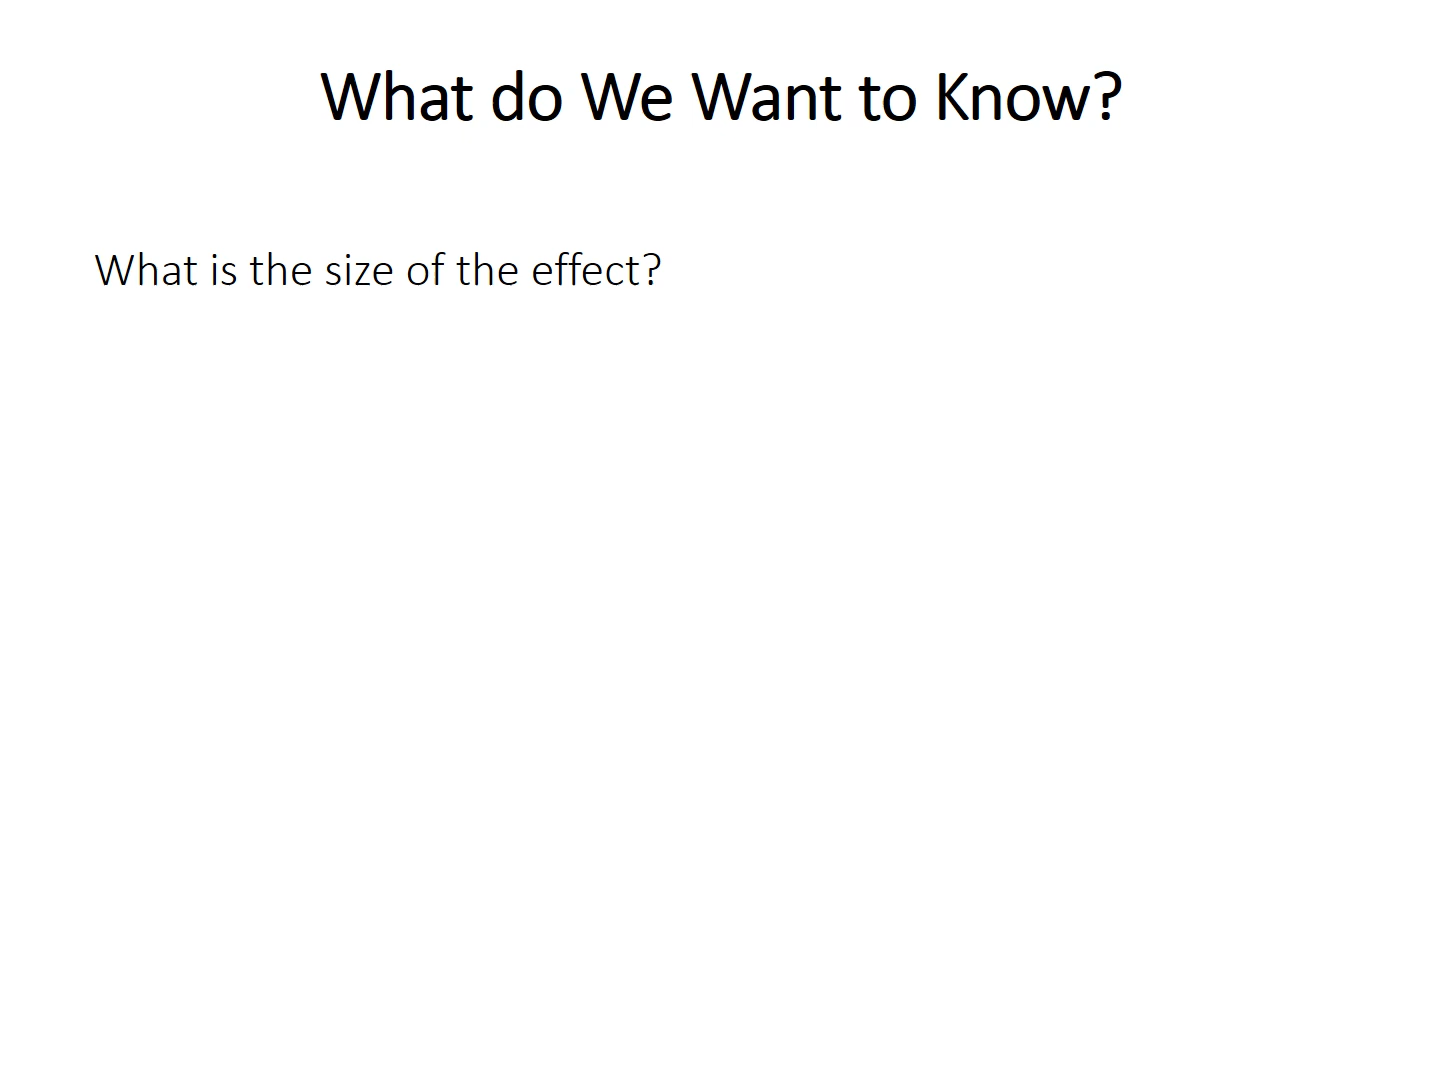 What do We Want to Know?
What is the size of the effect?